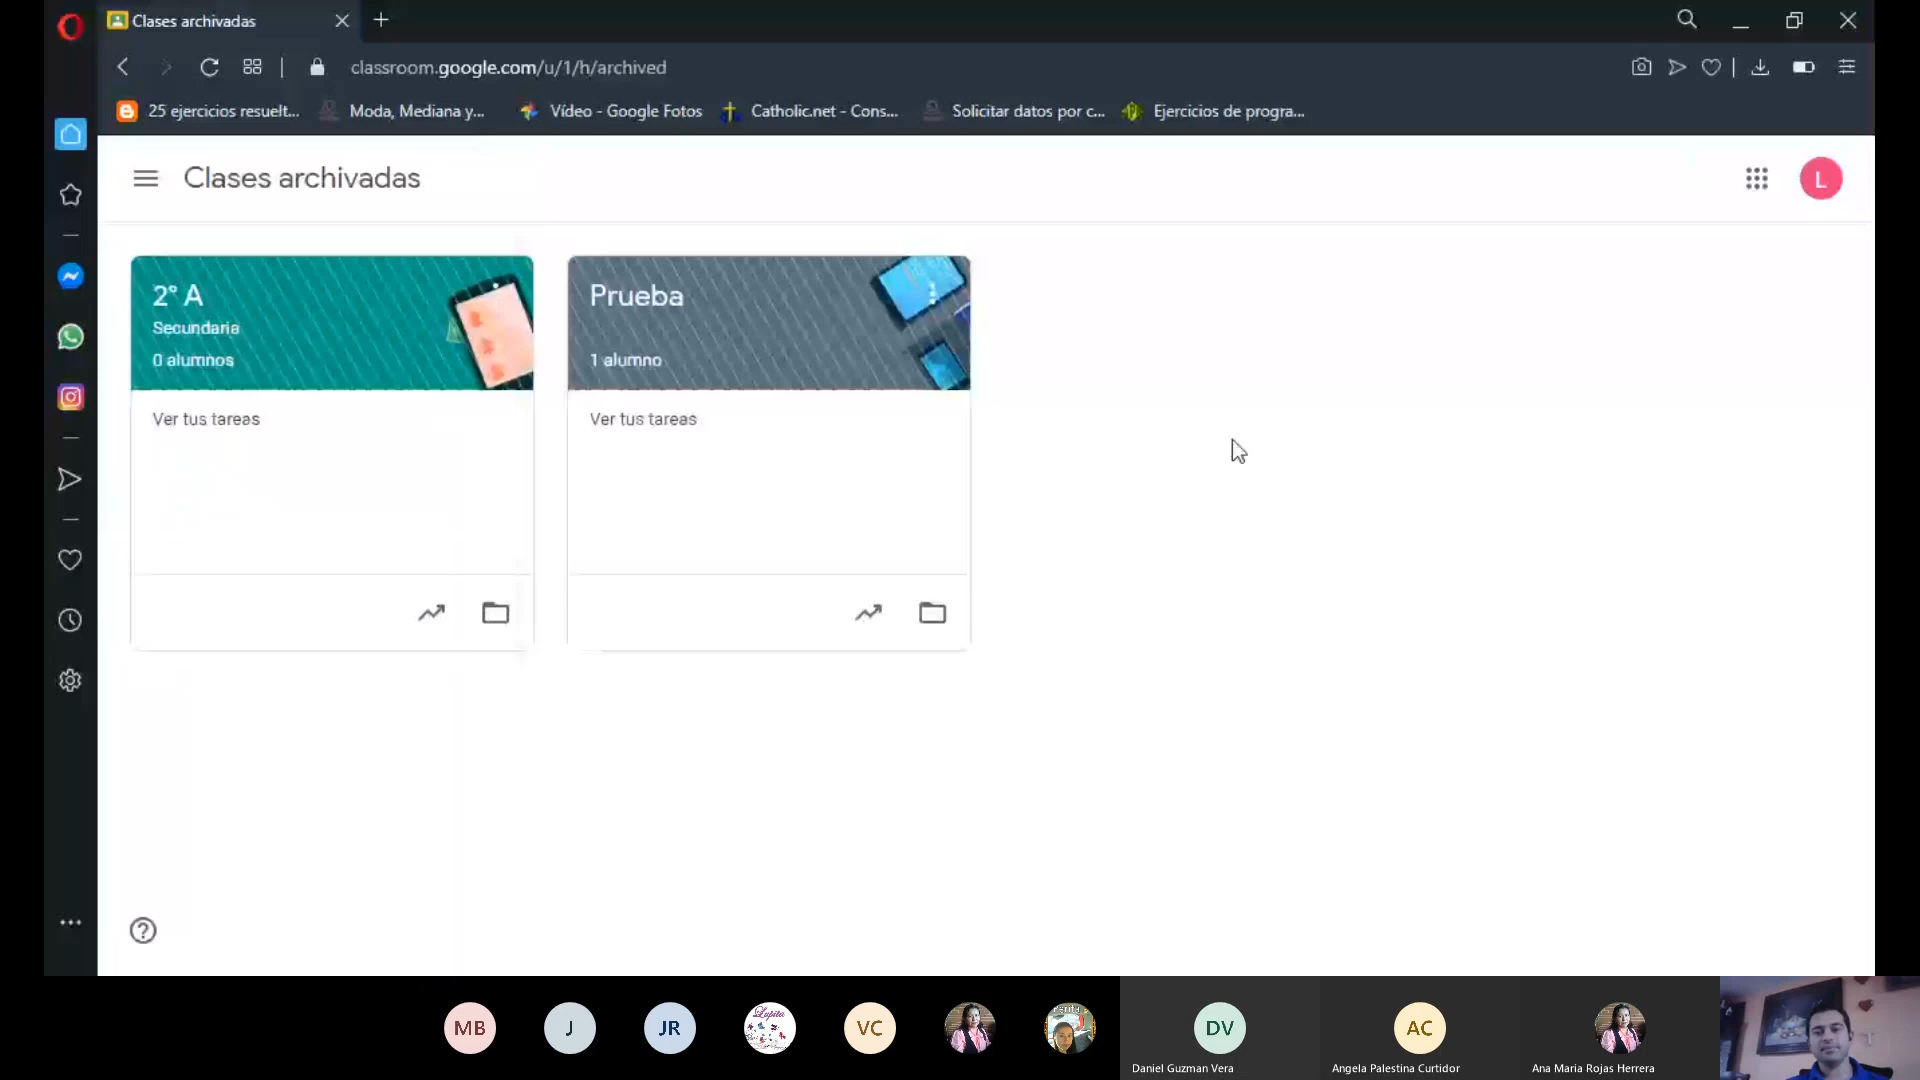 Clases archivadas
classroom.google.com/u/1/h/archived
25 ejercicios resuelt...
Moda, Mediana y...
Vídeo - Google Fotos
Catholic.net - Cons...
Solicitar datos por c...
Ejercicios de progra...
Clases archivadas
L
2° A
Secundaria
0 alumnos
Ver tus tareas
Prueba
1 alumno
Ver tus tareas
MB
J
JR
Lupita
VC
DV
AC
Daniel Guzman Vera
Angela Palestina Curtidor
Ana Maria Rojas Herrera